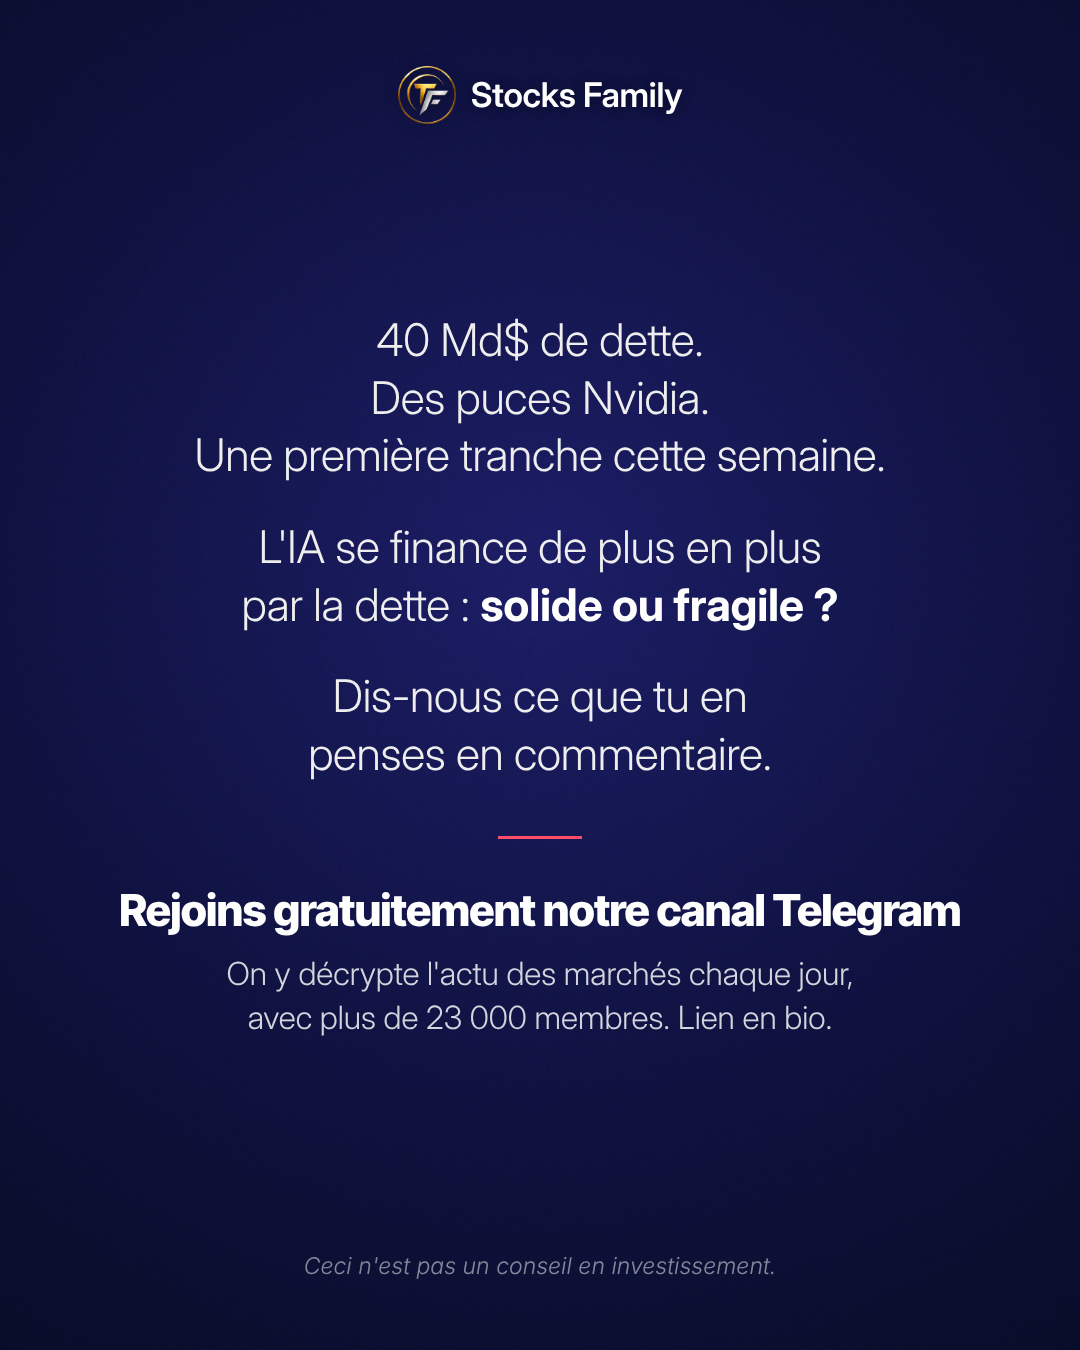 TF Stocks Family
40 Md$ de dette.
Des puces Nvidia.
Une première tranche cette semaine.
L'IA se finance de plus en plus
par la dette : solide ou fragile ?
Dis-nous ce que tu en
penses en commentaire.
Rejoins gratuitement notre canal Telegram
On y décrypte l'actu des marchés chaque jour,
avec plus de 23 000 membres. Lien en bio.
Ceci n'est pas un conseil en investissement.